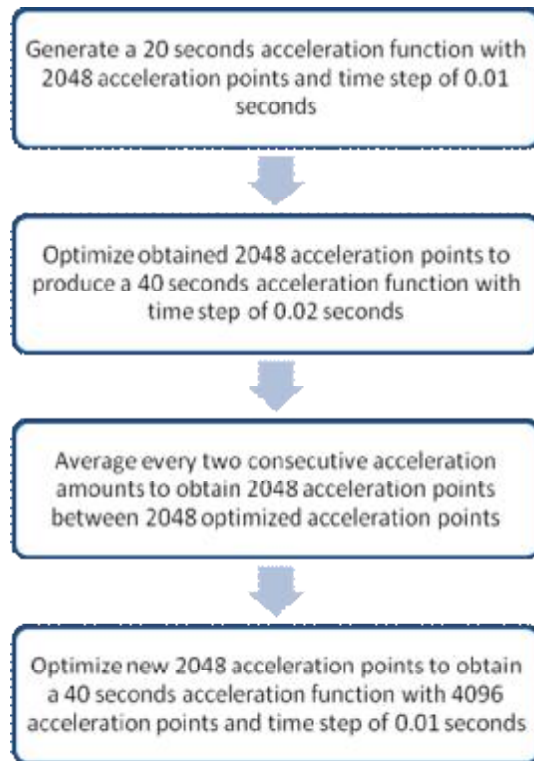 Generate a 20 seconds acceleration function with
2048 acceleration points and time step of 0.01
seconds
Optimize obtained 2048 acceleration points to
produce a 40 seconds acceleration function with
time step of 0.02 seconds
Average every two consecutive acceleration
amounts to obtain 2048 acceleration points
between 2048 optimized acceleration points
Optimize new 2048 acceleration points to obtain
a 40 seconds acceleration function with 4096
acceleration points and time step of 0.01 seconds